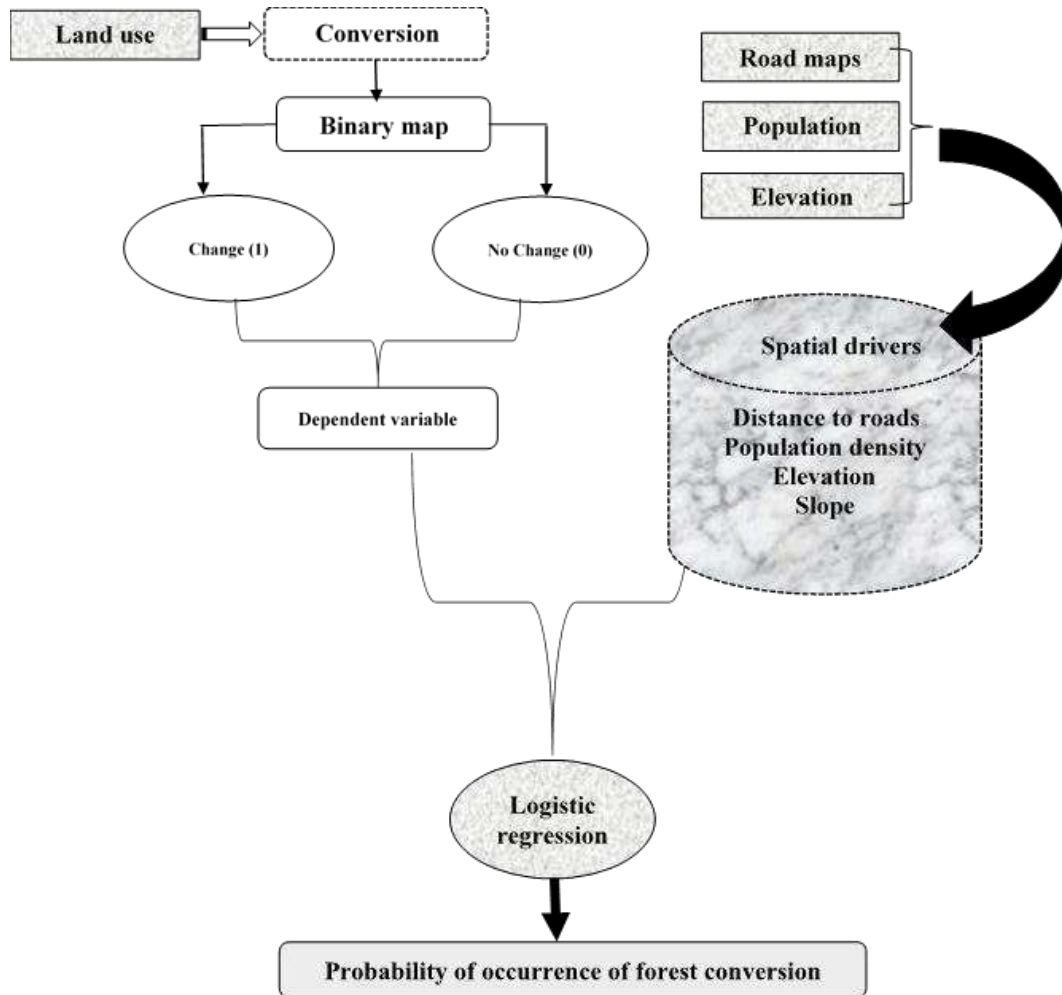 Land use
Conversion
Binary map
Change (1)
No Change (0)
Dependent variable
Road maps
Population
Elevation
Spatial drivers
Distance to roads
Population density
Elevation
Slope
Logistic
regression
Probability of occurrence of forest conversion